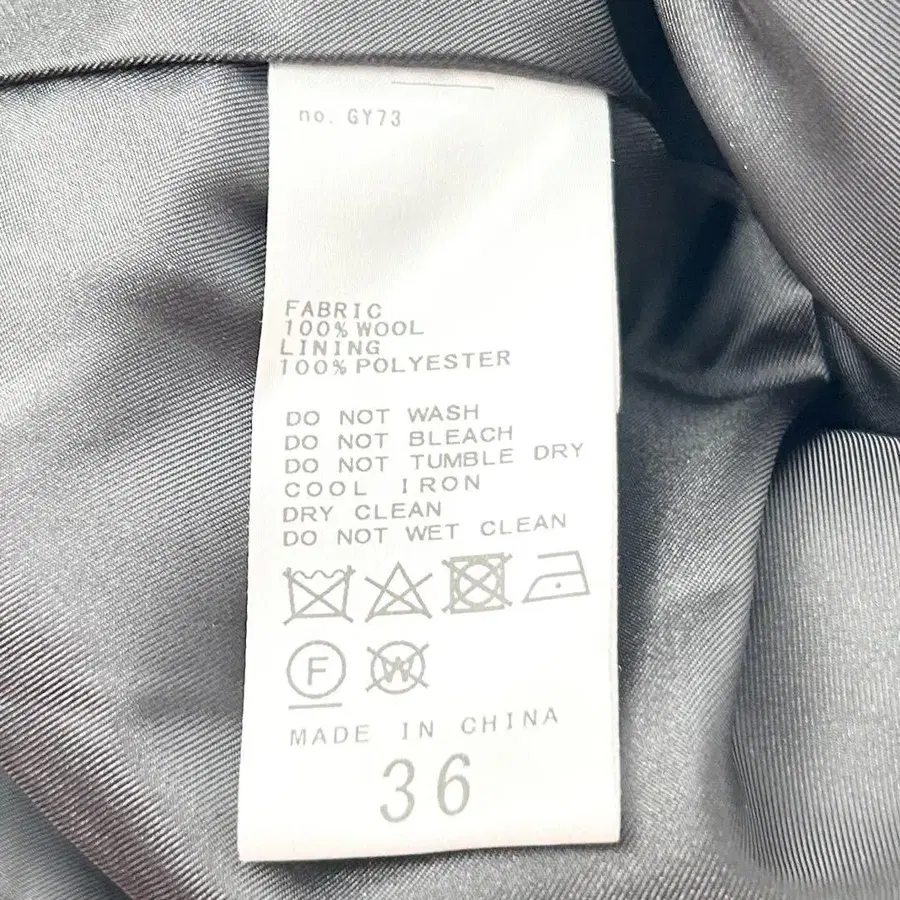 no. GY73
FABRIC
100% WOOL
LINING
100% POLYESTER
DO NOT WASH
DO NOT BLEACH
DO NOT TUMBLE DRY
COOL IRON
DRY CLEAN
DO NOT WET CLEAN
F W
MADE IN CHINA
36